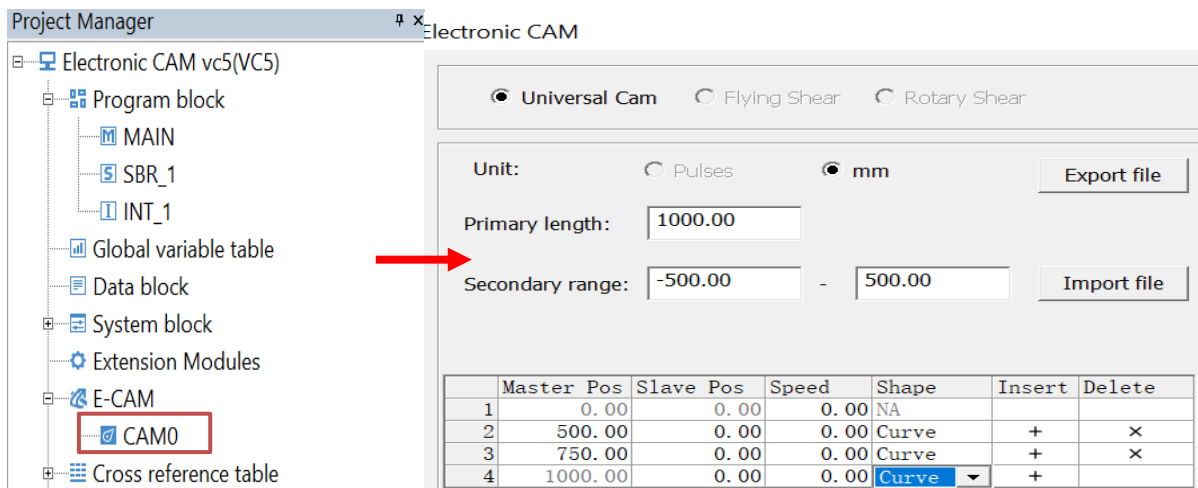 Project Manager
Electronic CAM vc5(VC5)
Program block
MAIN
SBR_1
INT_1
Global variable table
Data block
System block
Extension Modules
E-CAM
CAM0
Cross reference table
Electronic CAM
Universal Cam Flying Shear Rotary Shear
Unit: Pulses mm Export file
Primary length: 1000.00
Secondary range: -500.00 - 500.00 Import file
Master Pos Slave Pos Speed Shape Insert Delete
1 0.00 0.00 0.00 NA
2 500.00 0.00 0.00 Curve + ×
3 750.00 0.00 0.00 Curve + ×
4 1000.00 0.00 0.00 Curve +